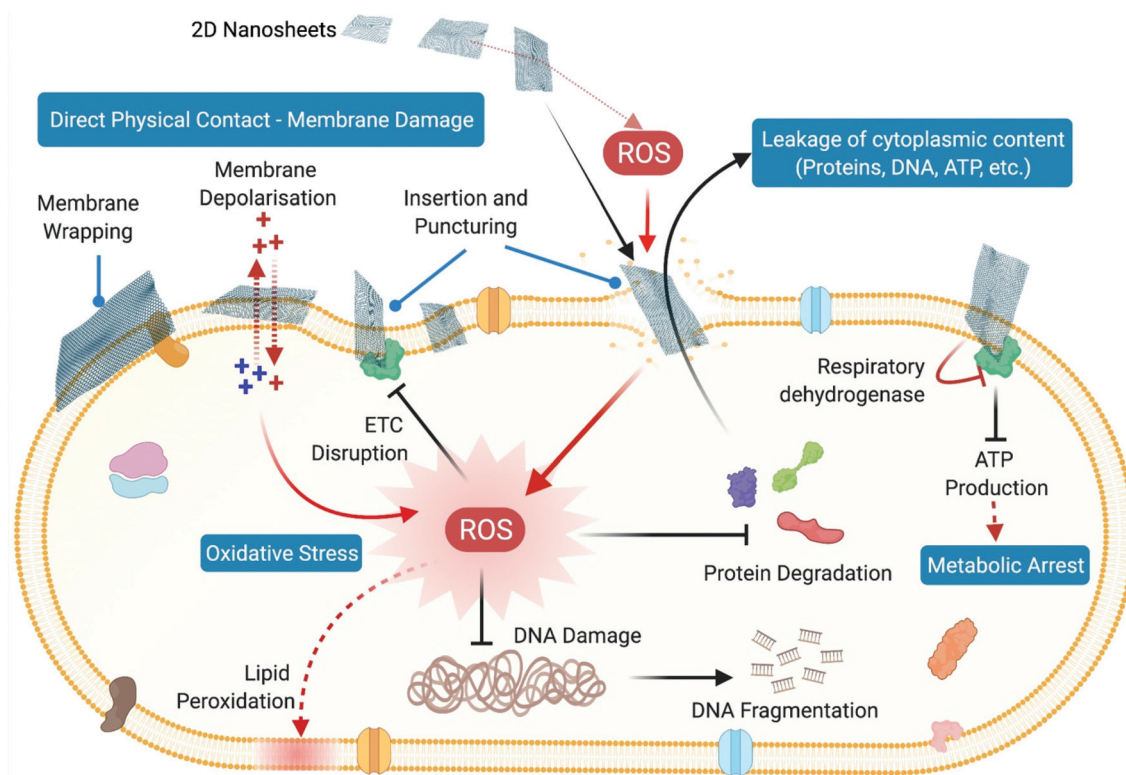 2D Nanosheets
Direct Physical Contact - Membrane Damage
ROS
Leakage of cytoplasmic content
(Proteins, DNA, ATP, etc.)
Membrane
Depolarisation
Membrane
Wrapping
Insertion and
Puncturing
Respiratory
dehydrogenase
ETC
Disruption
ATP
Production
ROS
Oxidative Stress
Protein Degradation
Metabolic Arrest
DNA Damage
Lipid
Peroxidation
DNA Fragmentation